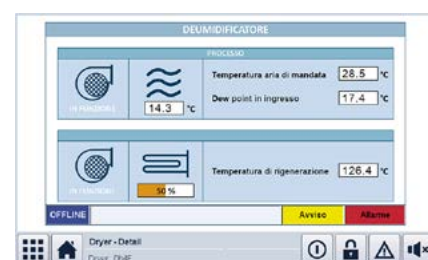 DEUMIDIFICATORE
PROCESSO
Temperatura aria di mandata 28.5 °C
IN FUNZIONE 14.3 °C Dew point in ingresso 17.4 °C
IN FUNZIONE 50 % Temperatura di rigenerazione 126.4 °C
OFFLINE Avviso Allarme
Dryer - Detail
Dryer